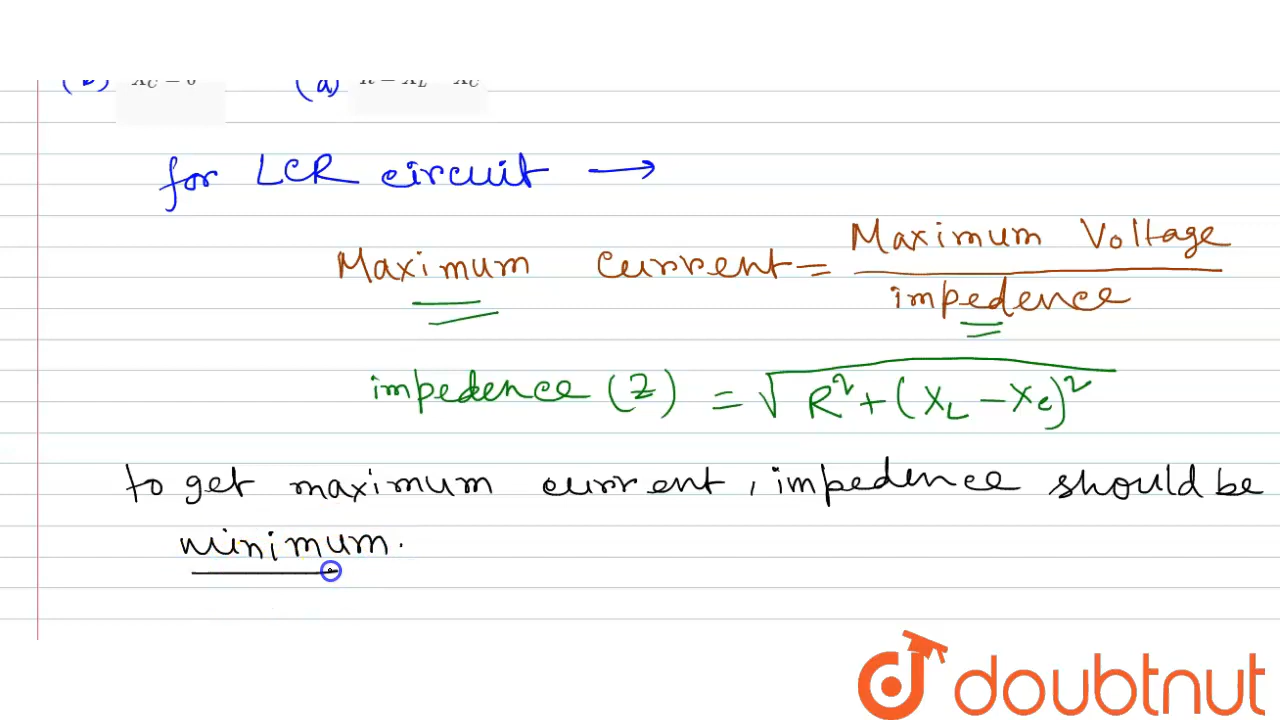 for LCR circuit →
Maximum current = Maximum Voltage / impedence
impedence (Z) = √R² + (XL − Xc)²
to get maximum current, impedence should be
minimum.
doubtnut